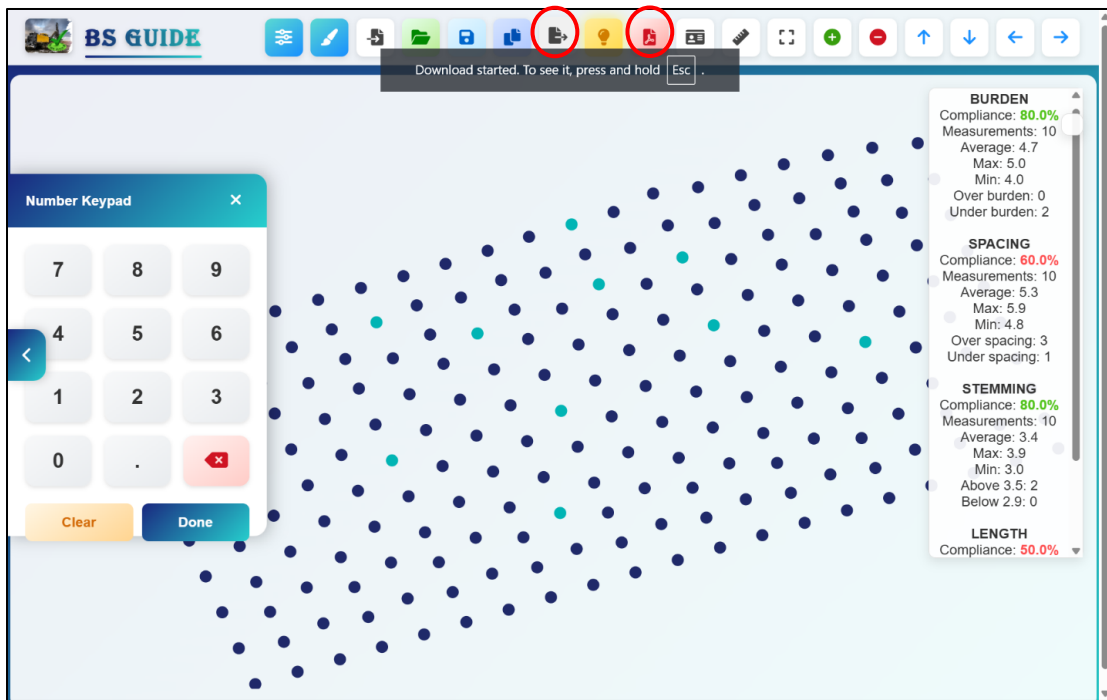 BS GUIDE
Download started. To see it, press and hold Esc .
Number Keypad
7 8 9
4 5 6
1 2 3
0 .
Clear Done
BURDEN
Compliance: 80.0%
Measurements: 10
Average: 4.7
Max: 5.0
Min: 4.0
Over burden: 0
Under burden: 2
SPACING
Compliance: 60.0%
Measurements: 10
Average: 5.3
Max: 5.9
Min: 4.8
Over spacing: 3
Under spacing: 1
STEMMING
Compliance: 80.0%
Measurements: 10
Average: 3.4
Max: 3.9
Min: 3.0
Above 3.5: 2
Below 2.9: 0
LENGTH
Compliance: 50.0%